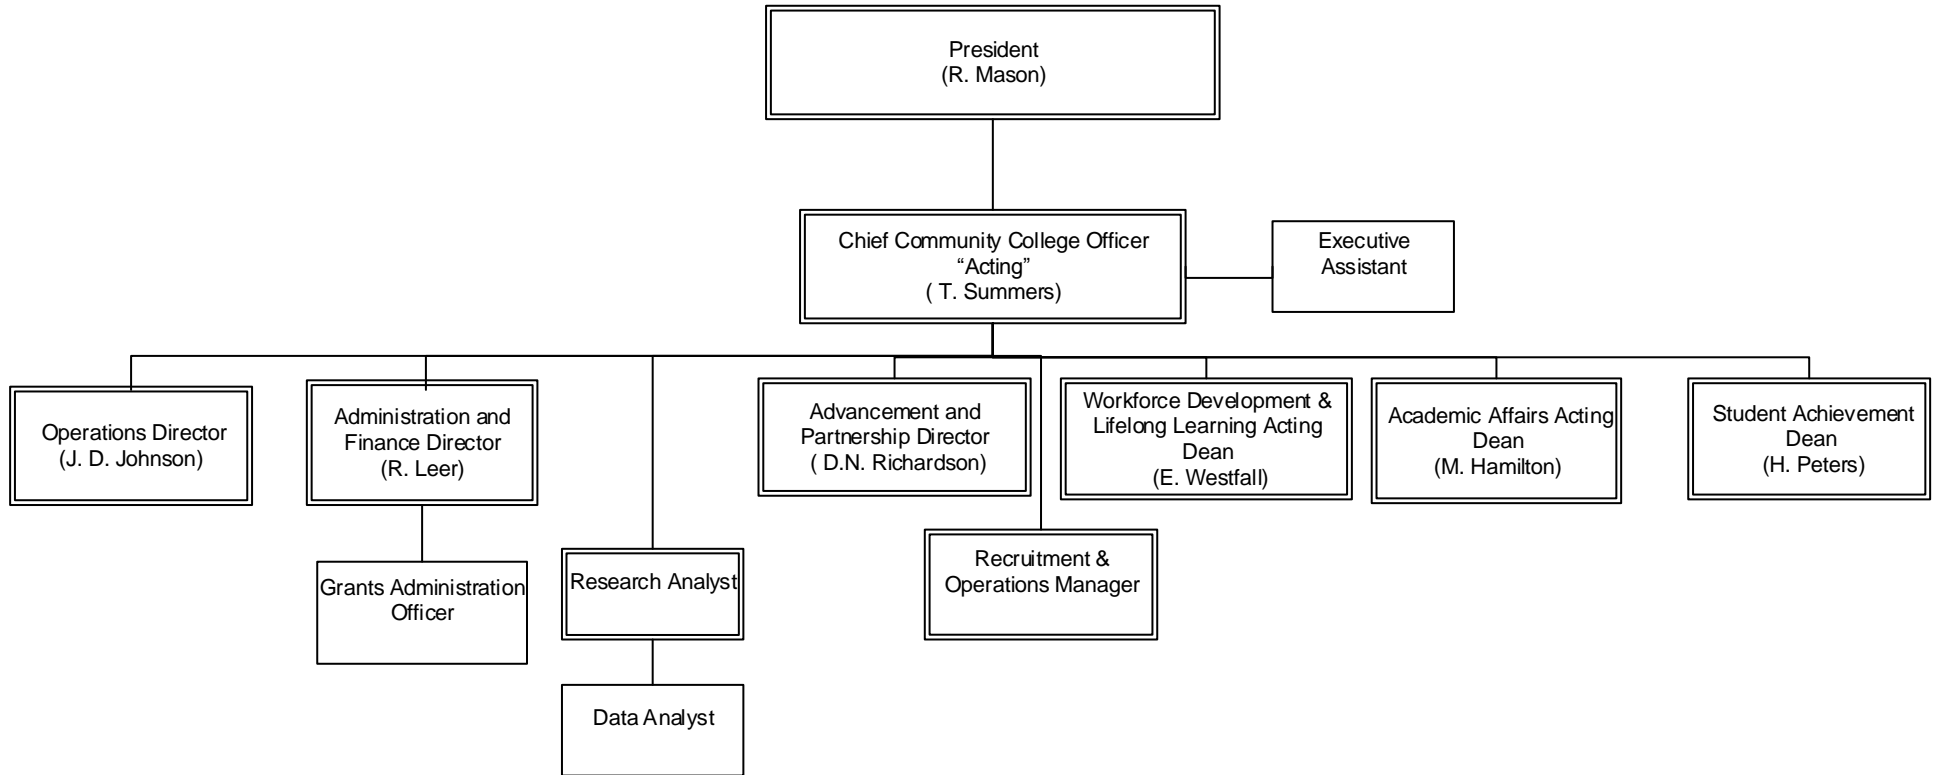 President
(R. Mason)
Chief Community College Officer
“Acting”
( T. Summers)
Executive
Assistant
Operations Director
(J. D. Johnson)
Administration and
Finance Director
(R. Leer)
Advancement and
Partnership Director
( D.N. Richardson)
Workforce Development &
Lifelong Learning Acting
Dean
(E. Westfall)
Academic Affairs Acting
Dean
(M. Hamilton)
Student Achievement
Dean
(H. Peters)
Grants Administration
Officer
Research Analyst
Recruitment &
Operations Manager
Data Analyst